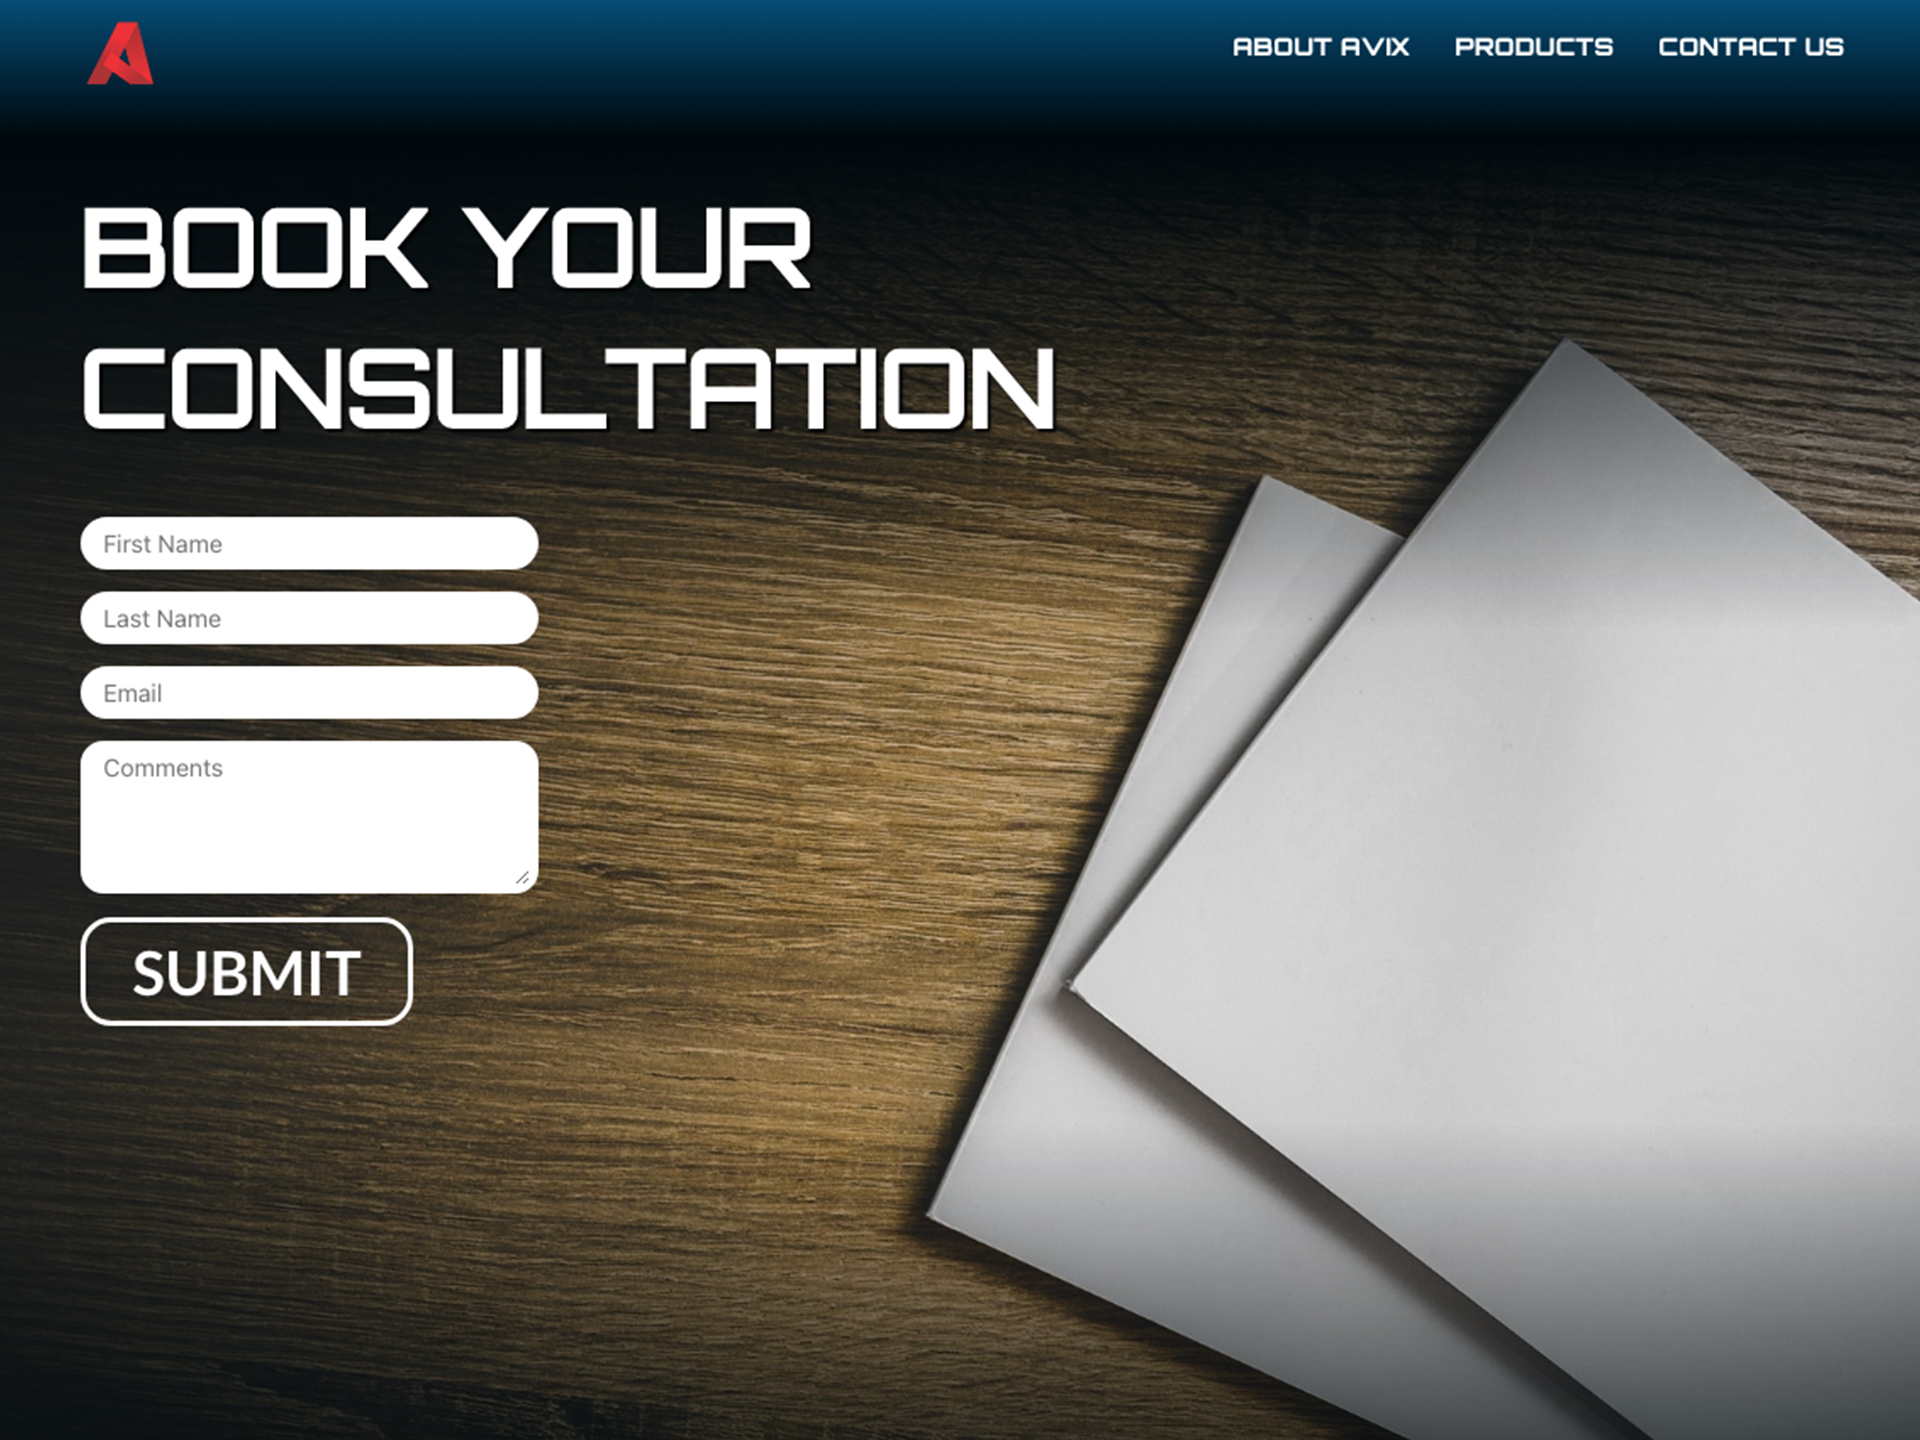 ABOUT AVIX PRODUCTS CONTACT US
BOOK YOUR
CONSULTATION
First Name
Last Name
Email
Comments
SUBMIT